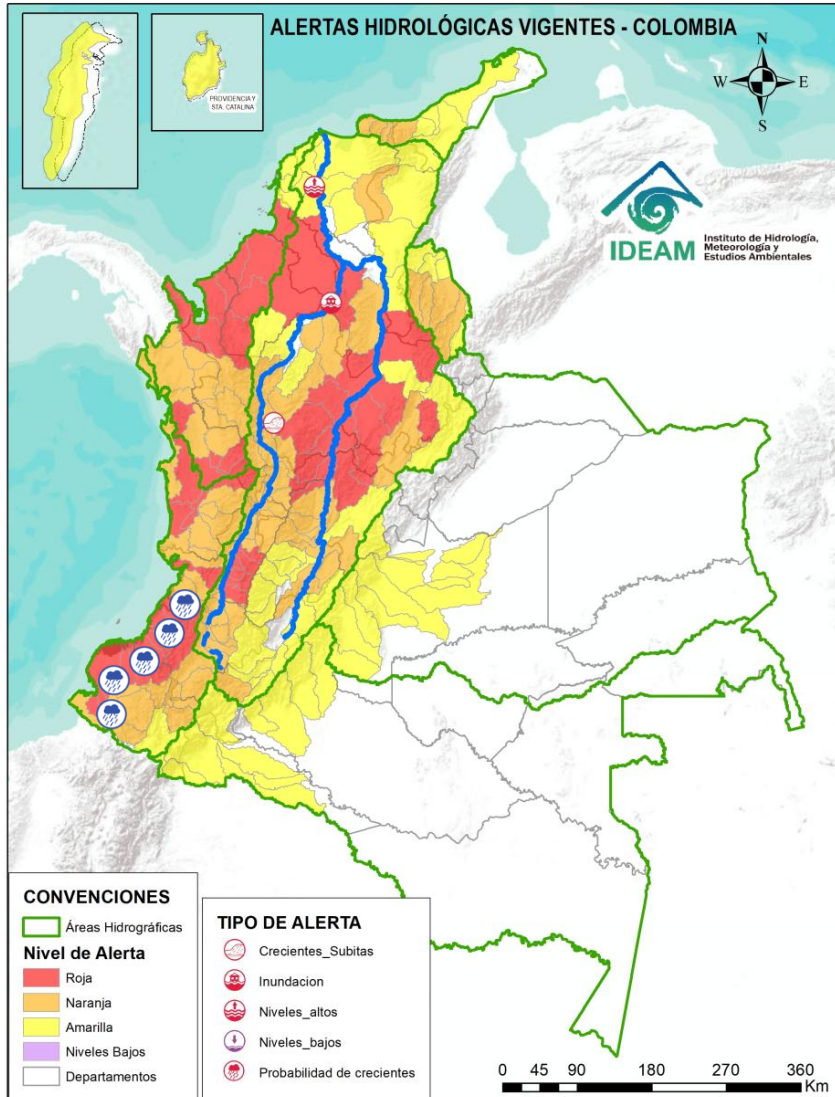 ALERTAS HIDROLÓGICAS VIGENTES - COLOMBIA
PROVIDENCIA Y
STA. CATALINA
N
W
E
S
IDEAM
Instituto de Hidrología,
Meteorología y
Estudios Ambientales
CONVENCIONES
Áreas Hidrográficas
Nivel de Alerta
Roja
Naranja
Amarilla
Niveles Bajos
Departamentos
TIPO DE ALERTA
Crecientes_Subitas
Inundacion
Niveles_altos
Niveles_bajos
Probabilidad de crecientes
0 45 90 180 270 360
Km